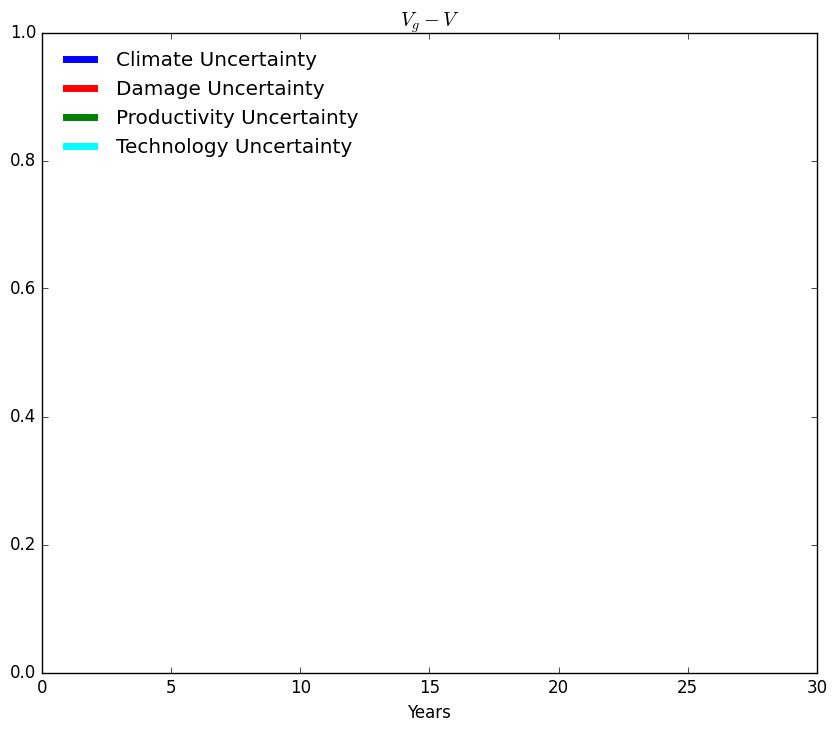 V_g − V
1.0
Climate Uncertainty
Damage Uncertainty
Productivity Uncertainty
Technology Uncertainty
0.8
0.6
0.4
0.2
0.0
0 5 10 15 20 25 30
Years